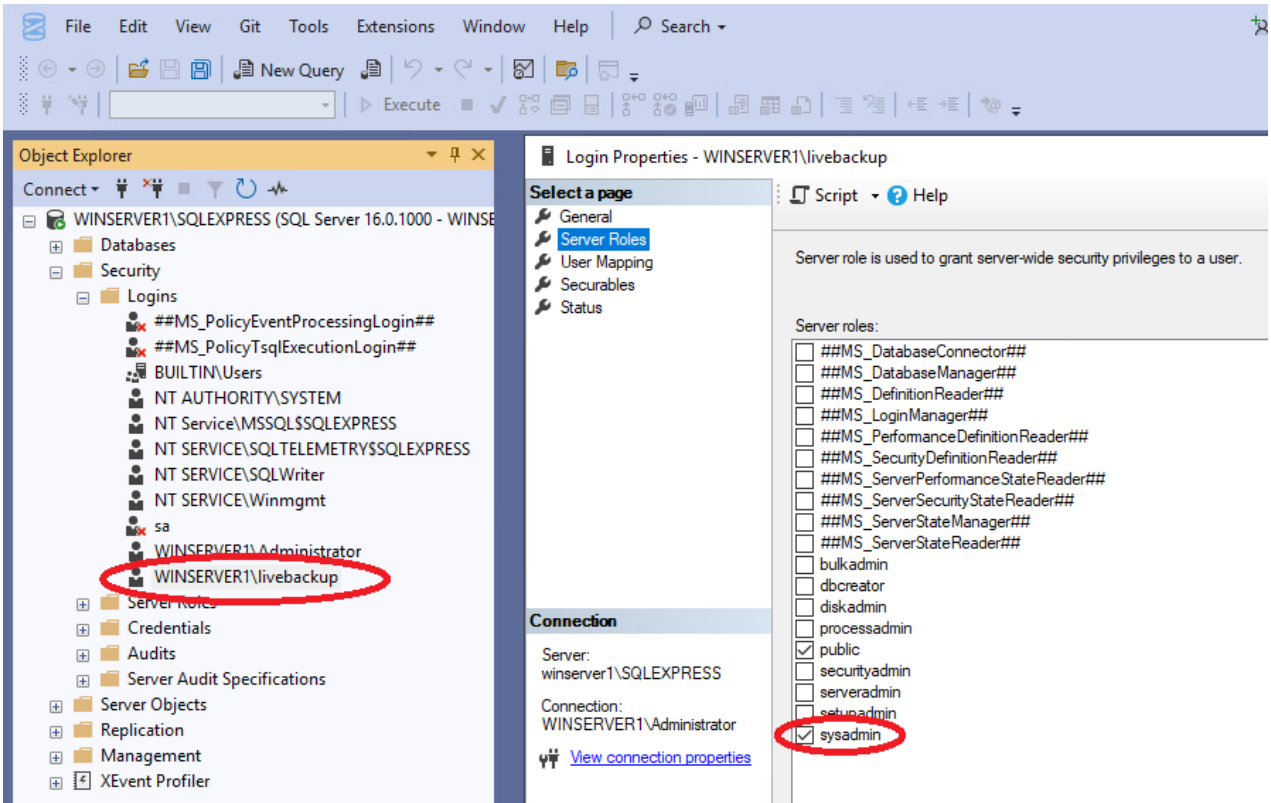 File Edit View Git Tools Extensions Window Help Search
New Query
Execute
Object Explorer
Connect
WINSERVER1\SQLEXPRESS (SQL Server 16.0.1000 - WINSE
Databases
Security
Logins
##MS_PolicyEventProcessingLogin##
##MS_PolicyTsqlExecutionLogin##
BUILTIN\Users
NT AUTHORITY\SYSTEM
NT Service\MSSQL$SQLEXPRESS
NT SERVICE\SQLTELEMETRY$SQLEXPRESS
NT SERVICE\SQLWriter
NT SERVICE\Winmgmt
sa
WINSERVER1\Administrator
WINSERVER1\livebackup
Server Roles
Credentials
Audits
Server Audit Specifications
Server Objects
Replication
Management
XEvent Profiler
Login Properties - WINSERVER1\livebackup
Select a page
General
Server Roles
User Mapping
Securables
Status
Connection
Server:
winserver1\SQLEXPRESS
Connection:
WINSERVER1\Administrator
View connection properties
Script Help
Server role is used to grant server-wide security privileges to a user.
Server roles:
##MS_DatabaseConnector##
##MS_DatabaseManager##
##MS_DefinitionReader##
##MS_LoginManager##
##MS_PerformanceDefinitionReader##
##MS_SecurityDefinitionReader##
##MS_ServerPerformanceStateReader##
##MS_ServerSecurityStateReader##
##MS_ServerStateManager##
##MS_ServerStateReader##
bulkadmin
dbcreator
diskadmin
processadmin
public
securityadmin
serveradmin
setupadmin
sysadmin